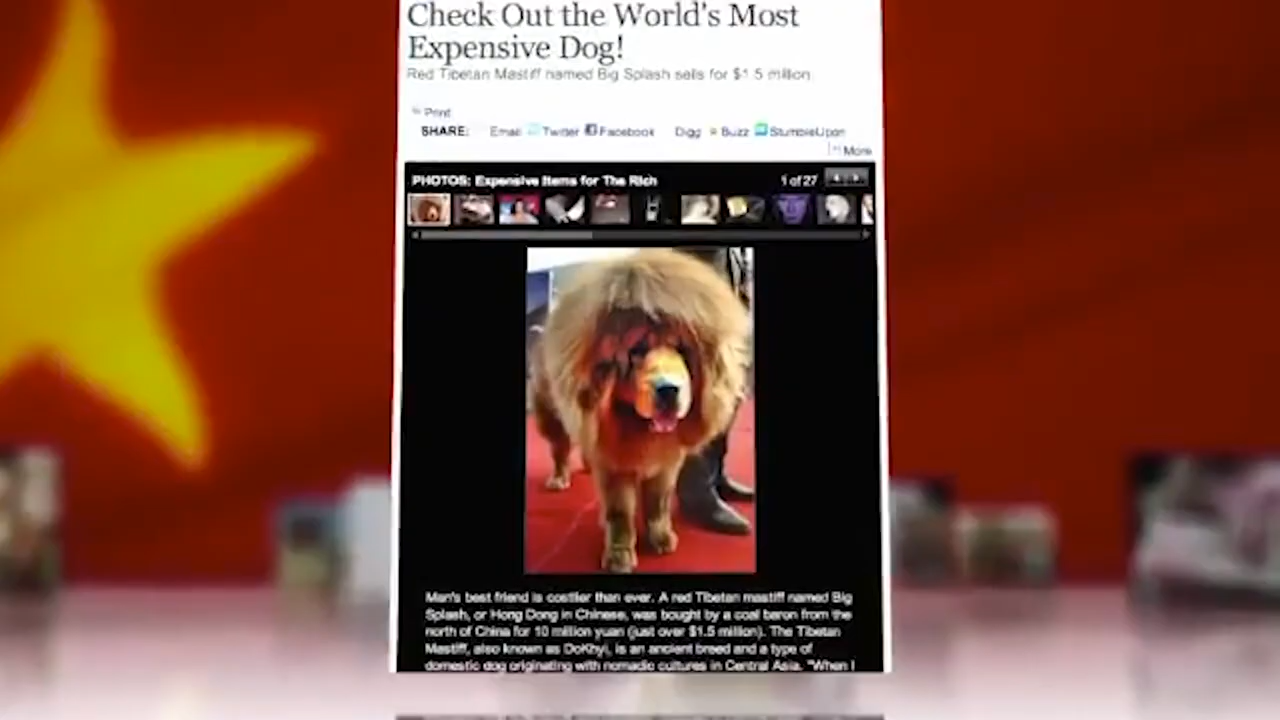 Check Out the World's Most
Expensive Dog!
Red Tibetan Mastiff named Big Splash sells for $1.5 million
Print
SHARE: Email Twitter Facebook Digg Buzz StumbleUpon
More
PHOTOS: Expensive Items for The Rich 1 of 27
Man's best friend is costlier than ever. A red Tibetan mastiff named Big
Splash, or Hong Dong in Chinese, was bought by a coal baron from the
north of China for 10 million yuan (just over $1.5 million). The Tibetan
Mastiff, also known as DoKhyi, is an ancient breed and a type of
domestic dog originating with nomadic cultures in Central Asia. "When I